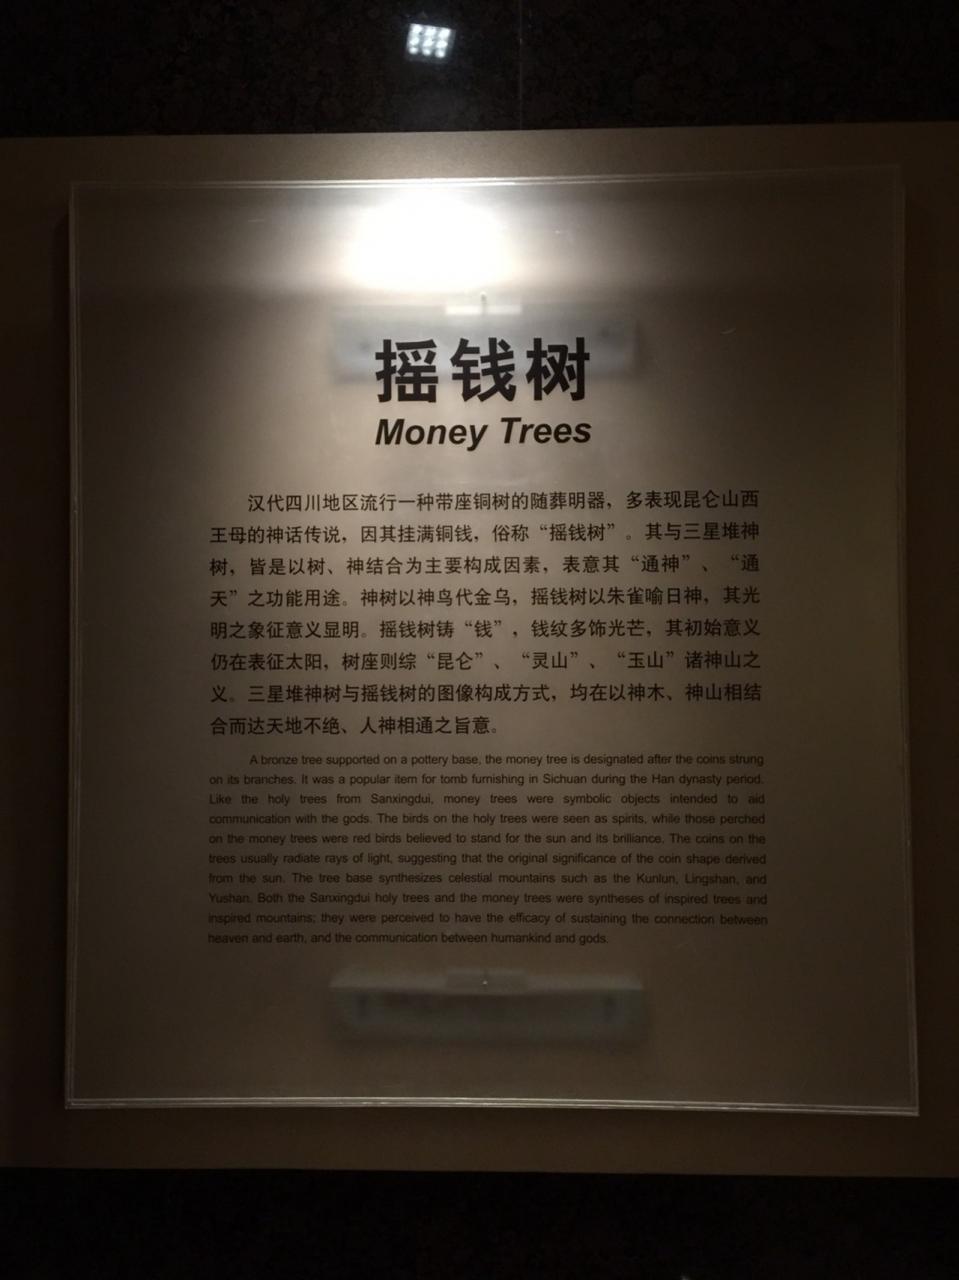 摇钱树
Money Trees
汉代四川地区流行一种带座铜树的随葬明器，多表现昆仑山西
王母的神话传说，因其挂满铜钱，俗称“摇钱树”。其与三星堆神
树，皆是以树、神结合为主要构成因素，表意其“通神”、“通
天”之功能用途。神树以神鸟代金乌，摇钱树以朱雀喻日神，其光
明之象征意义显明。摇钱树铸“钱”，钱纹多饰光芒，其初始意义
仍在表征太阳，树座则综“昆仑”、“灵山”、“玉山”诸神山之
义。三星堆神树与摇钱树的图像构成方式，均在以神木、神山相结
合而达天地不绝、人神相通之旨意。
A bronze tree supported on a pottery base, the money tree is designated after the coins strung
on its branches. It was a popular item for tomb furnishing in Sichuan during the Han dynasty period.
Like the holy trees from Sanxingdui, money trees were symbolic objects intended to aid
communication with the gods. The birds on the holy trees were seen as spirits, while those perched
on the money trees were red birds believed to stand for the sun and its brilliance. The coins on the
trees usually radiate rays of light, suggesting that the original significance of the coin shape derived
from the sun. The tree base synthesizes celestial mountains such as the Kunlun, Lingshan, and
Yushan. Both the Sanxingdui holy trees and the money trees were syntheses of inspired trees and
inspired mountains; they were perceived to have the efficacy of sustaining the connection between
heaven and earth, and the communication between humankind and gods.